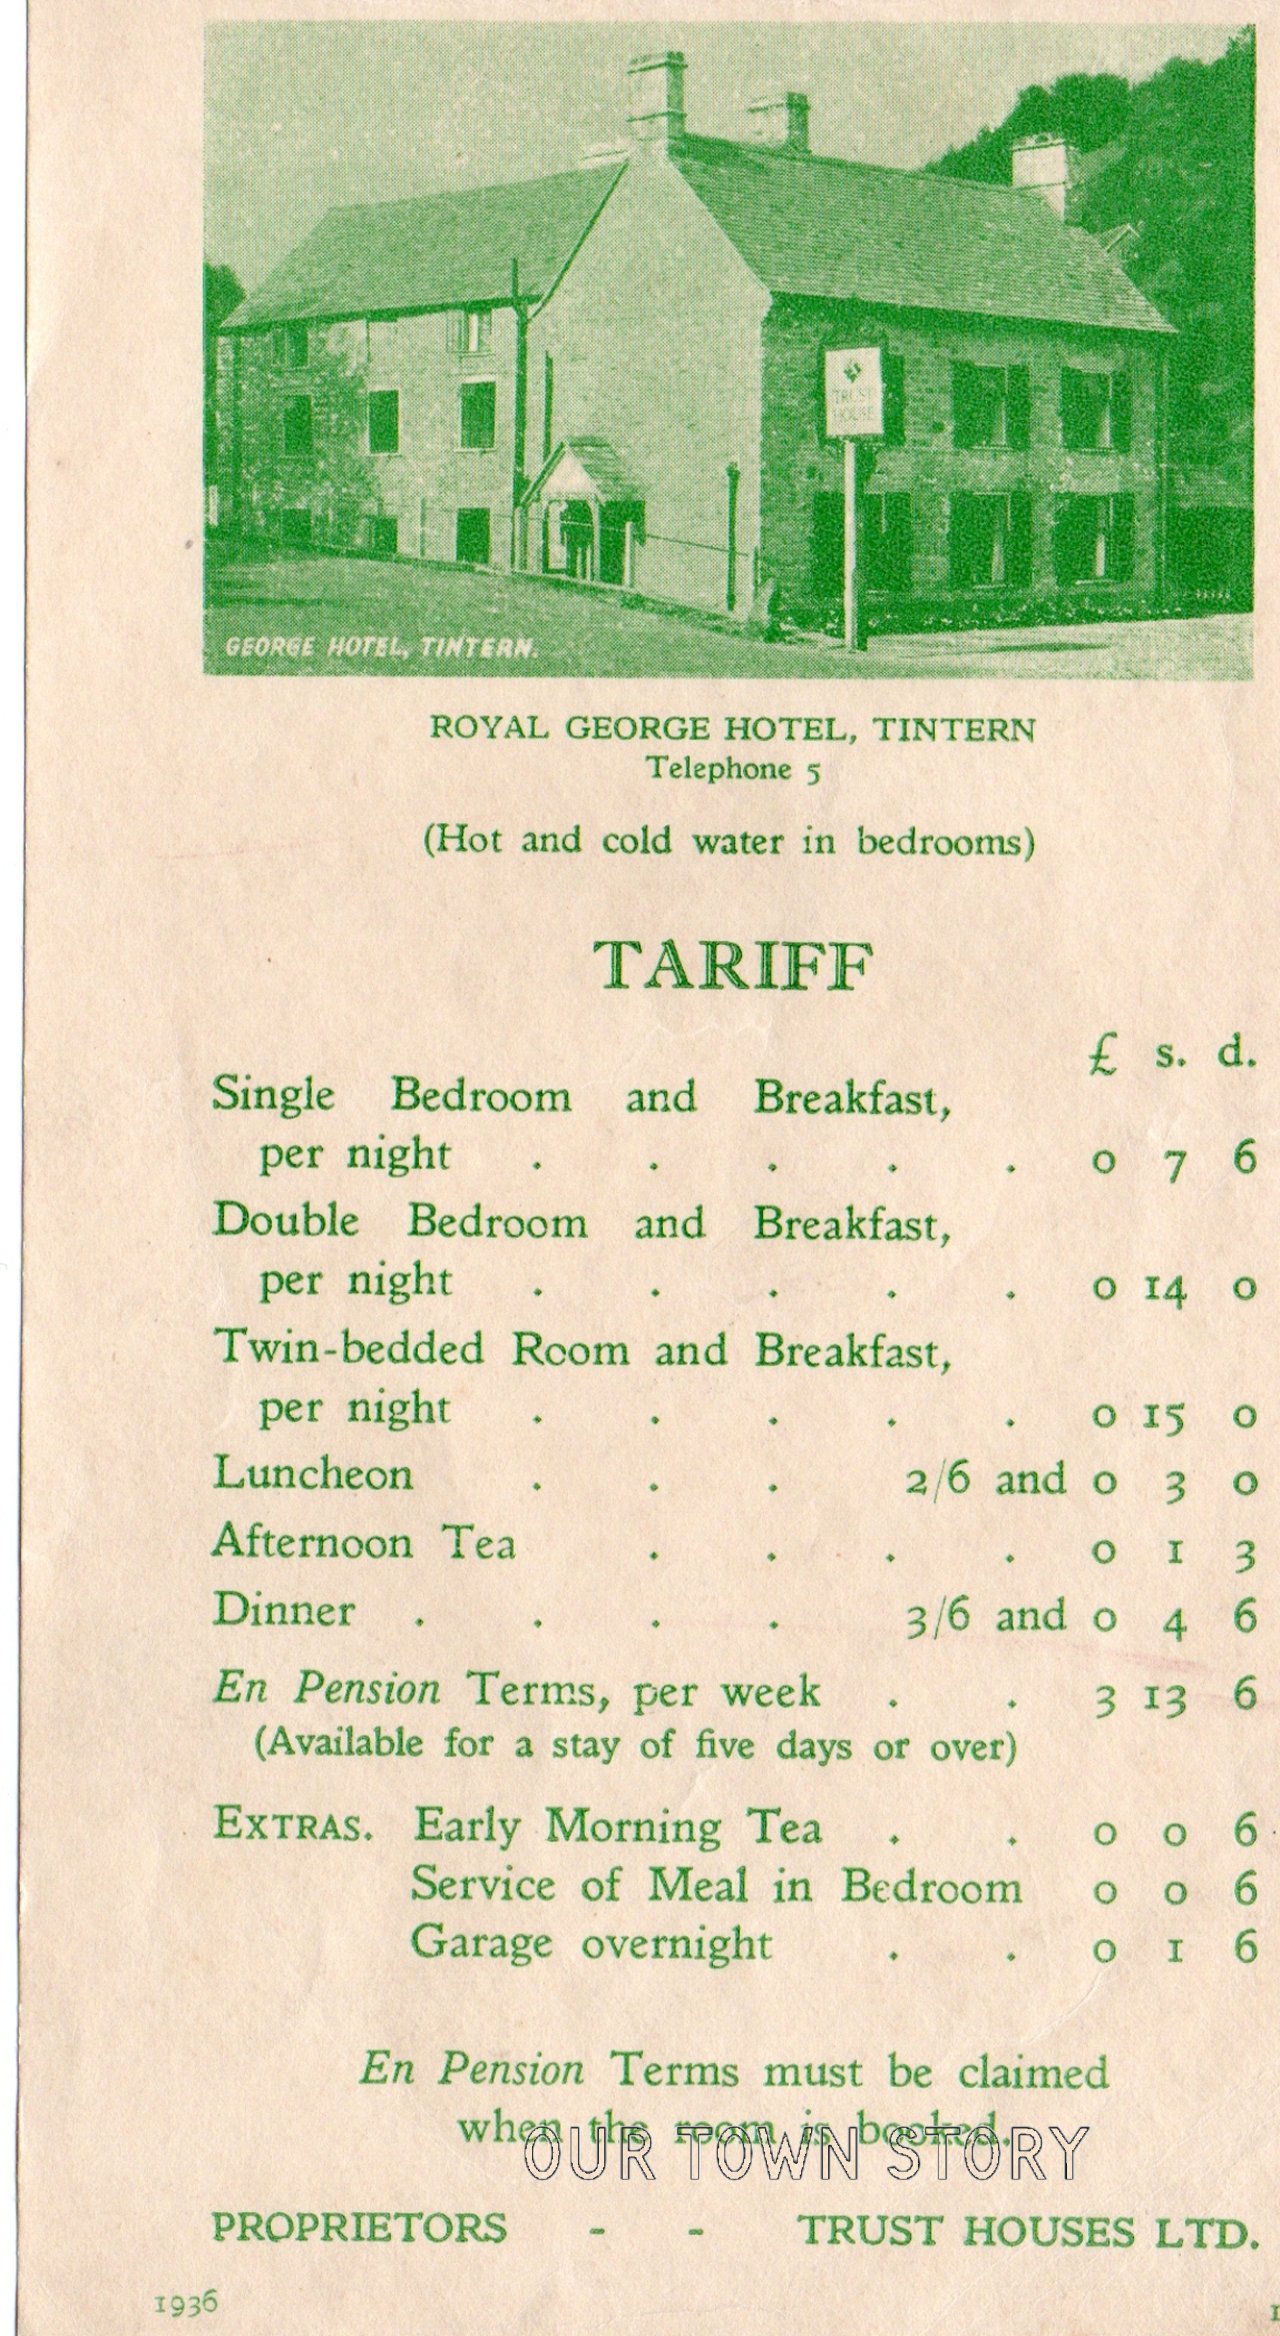 TRUST
HOUSE
GEORGE HOTEL, TINTERN.
ROYAL GEORGE HOTEL, TINTERN
Telephone 5
(Hot and cold water in bedrooms)
TARIFF
£ s. d.
Single Bedroom and Breakfast,
per night . . . . . 0 7 6
Double Bedroom and Breakfast,
per night . . . . . 0 14 0
Twin-bedded Room and Breakfast,
per night . . . . . 0 15 0
Luncheon . . . 2/6 and 0 3 0
Afternoon Tea . . . . 0 1 3
Dinner . . . . 3/6 and 0 4 6
En Pension Terms, per week . . 3 13 6
(Available for a stay of five days or over)
EXTRAS. Early Morning Tea . . 0 0 6
Service of Meal in Bedroom 0 0 6
Garage overnight . . 0 1 6
En Pension Terms must be claimed
when the room is booked.
OUR TOWN STORY
PROPRIETORS - - TRUST HOUSES LTD.
1936